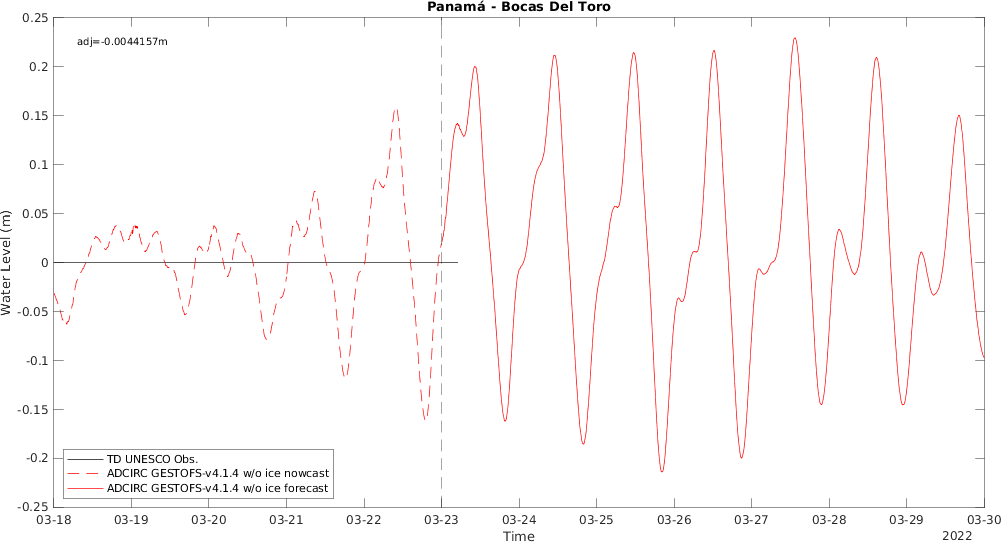 Panamá - Bocas Del Toro
0.25
adj=-0.0044157m
0.2
0.15
0.1
0.05
0
-0.05
-0.1
-0.15
-0.2
-0.25
Water Level (m)
TD UNESCO Obs.
ADCIRC GESTOFS-v4.1.4 w/o ice nowcast
ADCIRC GESTOFS-v4.1.4 w/o ice forecast
03-18 03-19 03-20 03-21 03-22 03-23 03-24 03-25 03-26 03-27 03-28 03-29 03-30
Time
2022